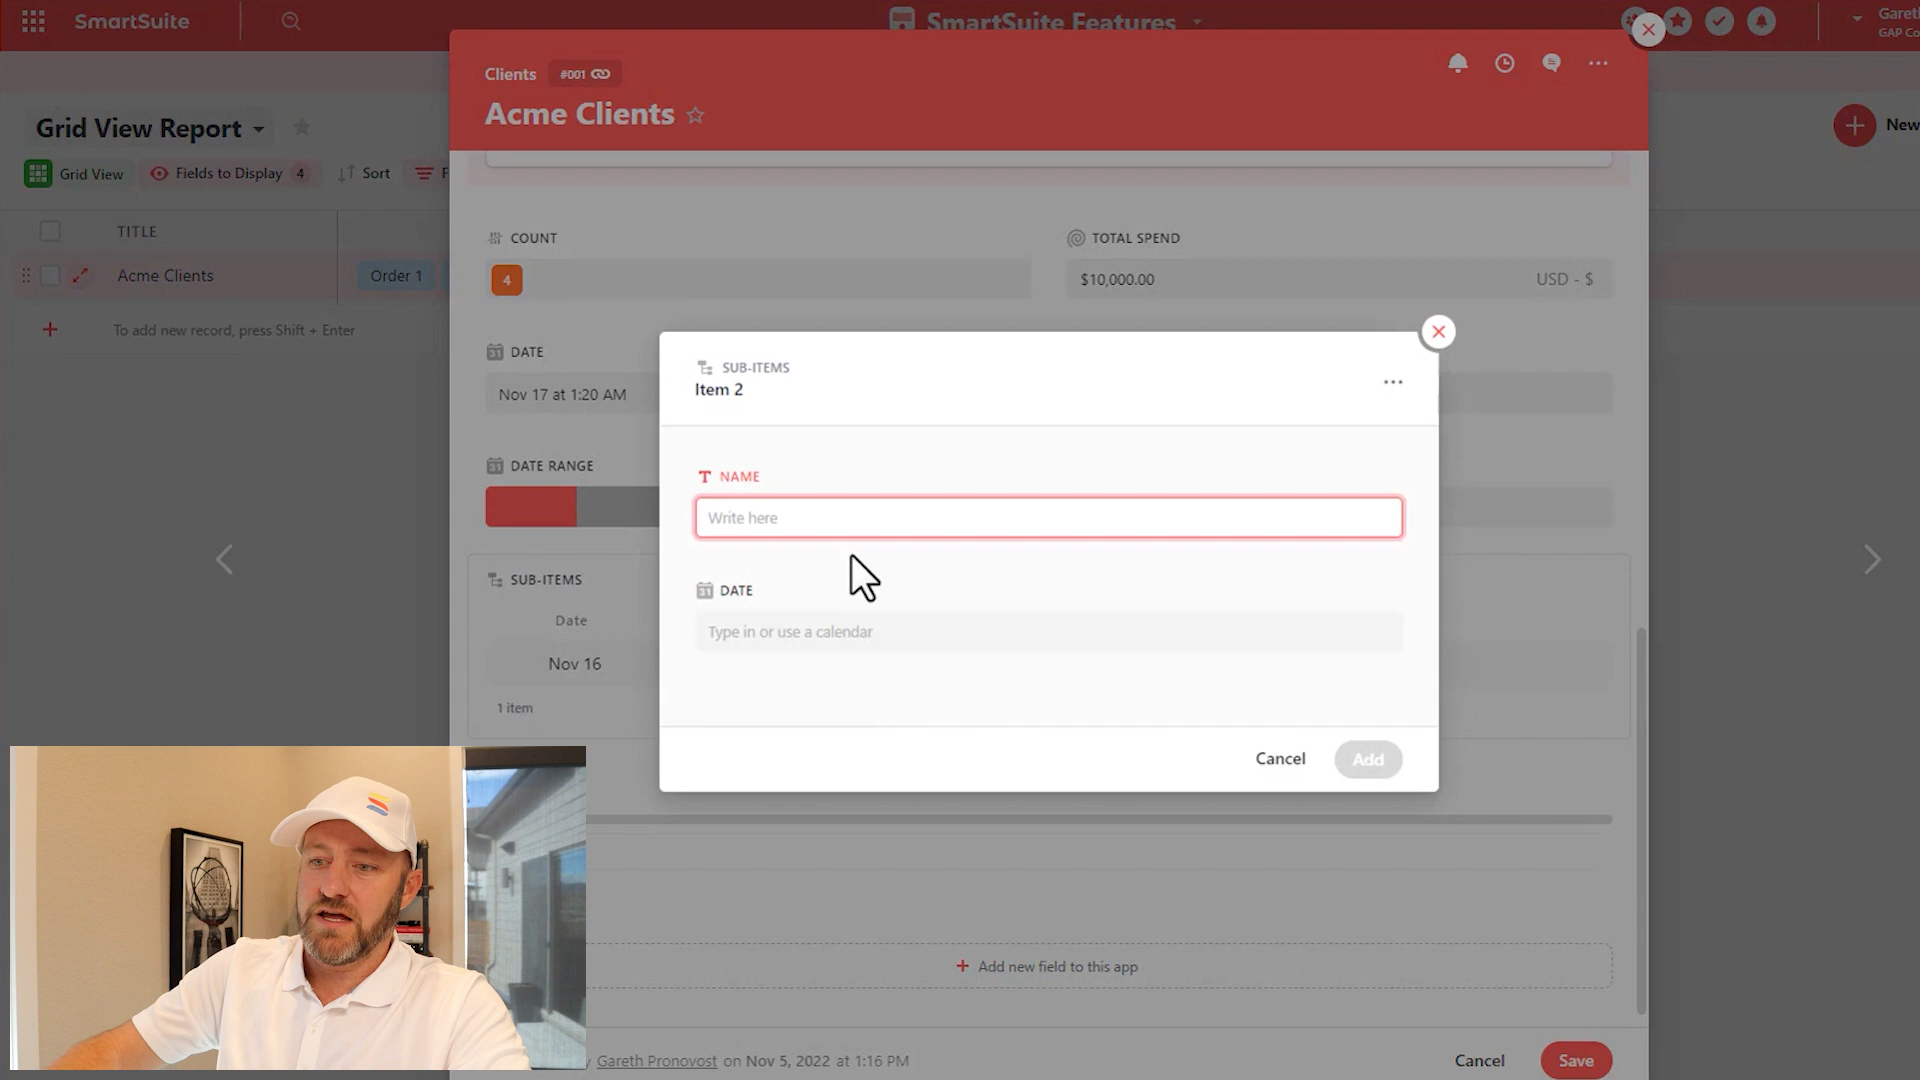 SmartSuite
SmartSuite Features
Gareth
GAP Co
Clients
#001
Acme Clients
Grid View Report
New
Grid View
Fields to Display 4
Sort
F
TITLE
Acme Clients
Order 1
To add new record, press Shift + Enter
COUNT
4
TOTAL SPEND
$10,000.00
USD - $
DATE
Nov 17 at 1:20 AM
DATE RANGE
SUB-ITEMS
Date
Nov 16
1 item
SUB-ITEMS
Item 2
NAME
Write here
31
DATE
Type in or use a calendar
Cancel
Add
Add new field to this app
Gareth Pronovost on Nov 5, 2022 at 1:16 PM
Cancel
Save